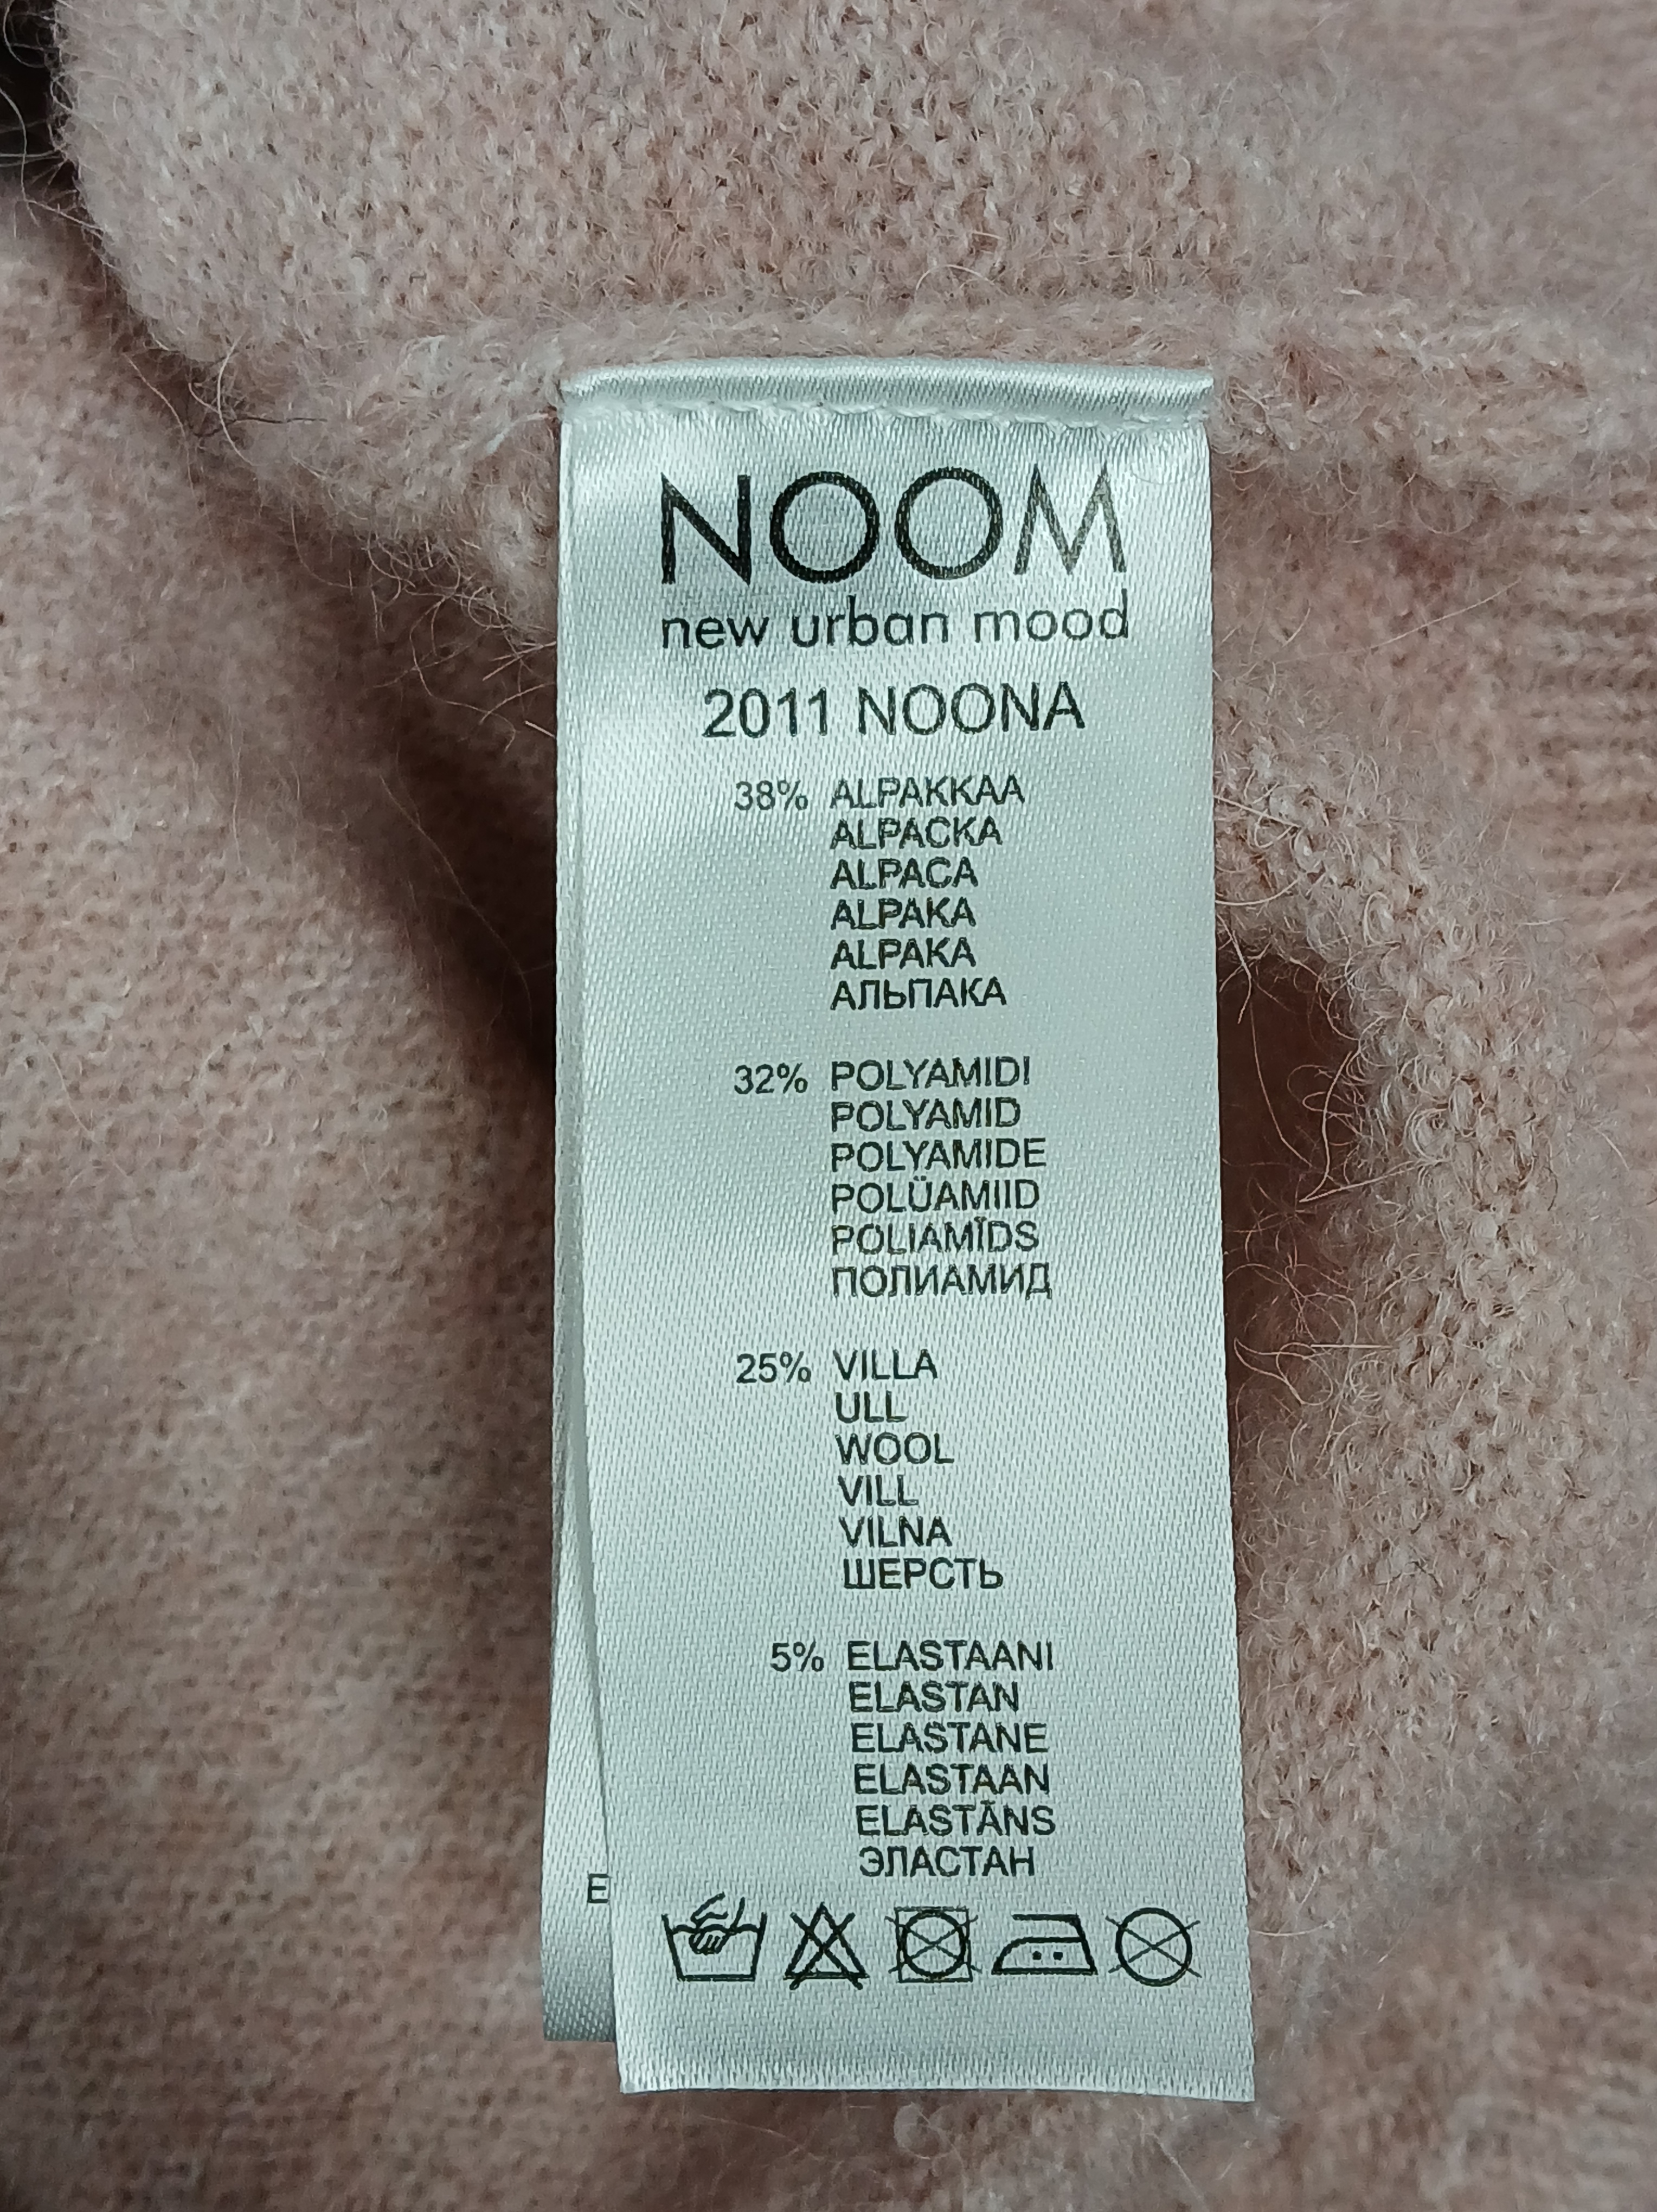 NOOM
new urban mood
2011 NOONA
38% ALPAKKAA
ALPACKA
ALPACA
ALPAKA
ALPAKA
АЛЬПАКА
32% POLYAMIDI
POLYAMID
POLYAMIDE
POLÜAMIID
POLIAMĪDS
ПОЛИАМИД
25% VILLA
ULL
WOOL
VILL
VILNA
ШЕРСТЬ
5% ELASTAANI
ELASTAN
ELASTANE
ELASTAAN
ELASTĀNS
ЭЛАСТАН
E